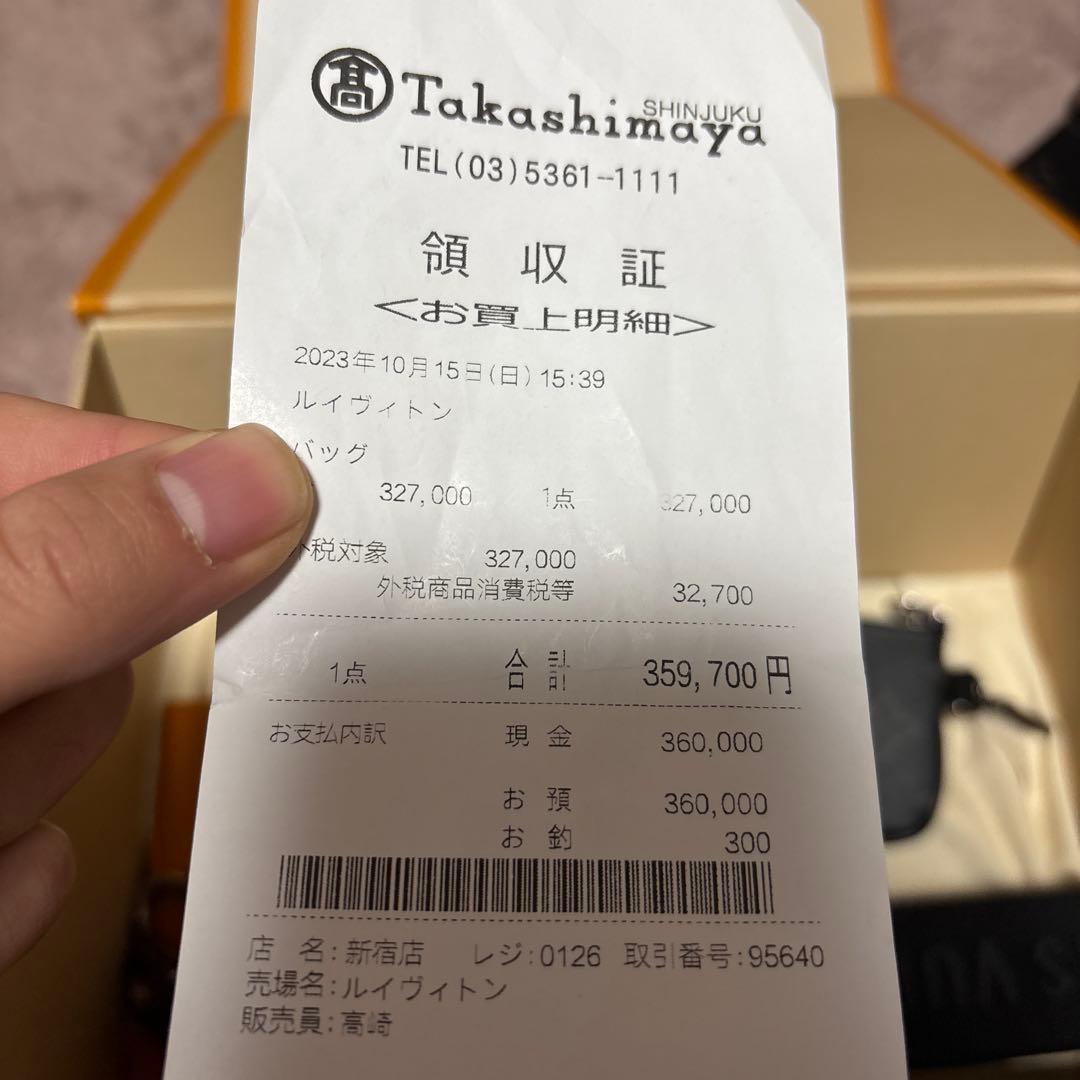 髙 Takashimaya SHINJUKU
TEL(03)5361-1111
領収証
<お買上明細>
2023年10月15日(日) 15:39
ルイヴィトン
バッグ
327,000 1点 327,000
外税対象 327,000
外税商品消費税等 32,700
1点 合計 359,700円
お支払内訳 現金 360,000
お預 360,000
お釣 300
店 名:新宿店 レジ:0126 取引番号:95640
売場名:ルイヴィトン
販売員:高崎